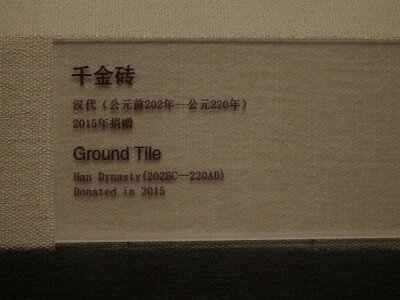 千金砖
汉代（公元前202年—公元220年）
2015年捐赠
Ground Tile
Han Dynasty(202BC—220AD)
Donated in 2015